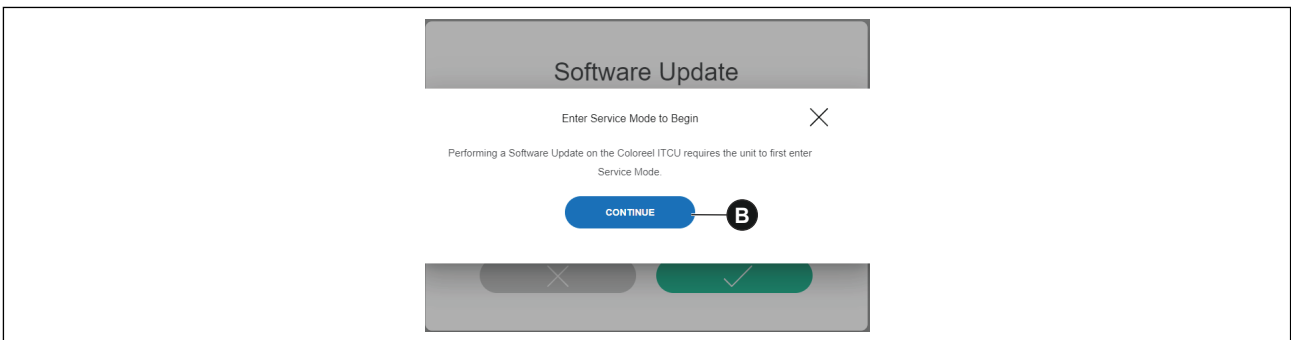 Software Update
Enter Service Mode to Begin
Performing a Software Update on the Coloreel ITCU requires the unit to first enter
Service Mode.
CONTINUE
B